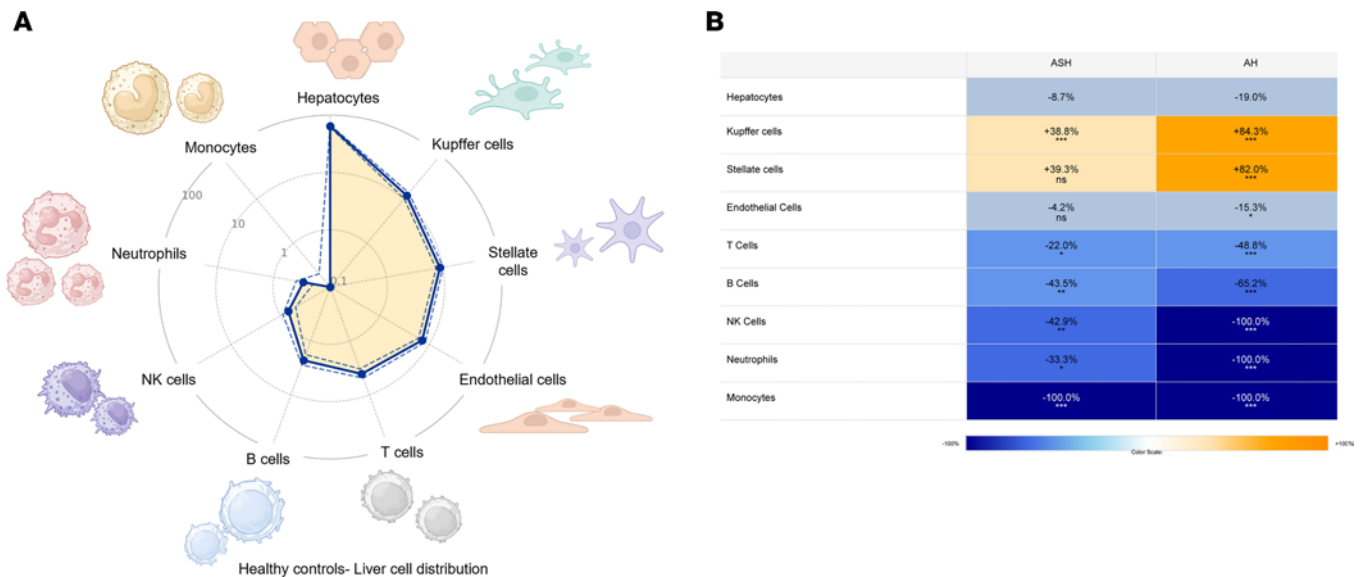 A
Hepatocytes
Kupffer cells
Monocytes
100
10
1
0.1
Neutrophils
Stellate
cells
NK cells
Endothelial cells
B cells
T cells
Healthy controls- Liver cell distribution
B
ASH AH
Hepatocytes -8.7% -19.0%
Kupffer cells +38.8% +84.3%
*** ***
Stellate cells +39.3% +82.0%
ns ***
Endothelial Cells -4.2% -15.3%
ns *
T Cells -22.0% -48.8%
* ***
B Cells -43.5% -65.2%
** ***
NK Cells -42.9% -100.0%
** ***
Neutrophils -33.3% -100.0%
* ***
Monocytes -100.0% -100.0%
*** ***
-100% +100%
Color Scale: